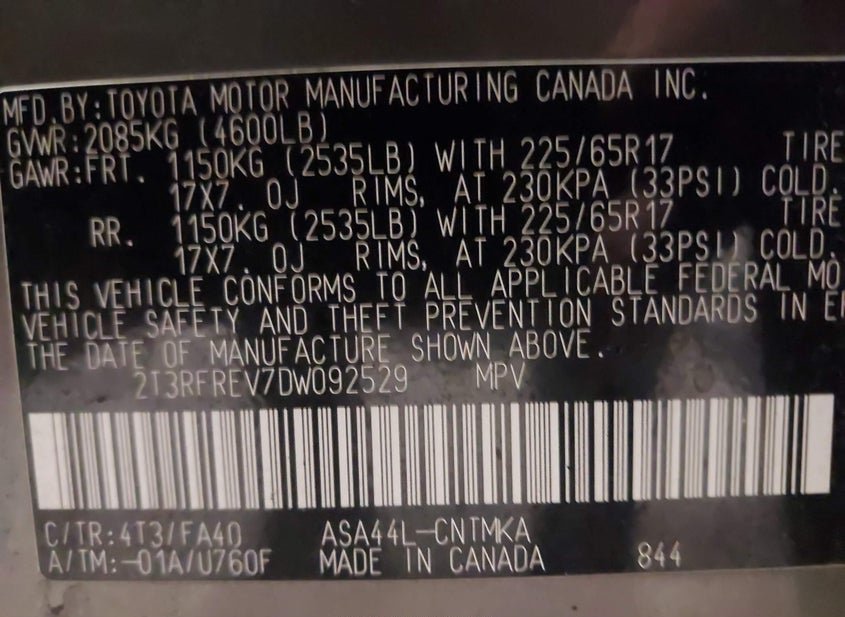 MFD.BY:TOYOTA MOTOR MANUFACTURING CANADA INC.
GVWR:2085KG (4600LB)
GAWR:FRT. 1150KG (2535LB) WITH 225/65R17 TIRE
17X7.0J RIMS, AT 230KPA (33PSI) COLD.
RR. 1150KG (2535LB) WITH 225/65R17 TIRE
17X7.0J RIMS, AT 230KPA (33PSI) COLD.
THIS VEHICLE CONFORMS TO ALL APPLICABLE FEDERAL MO
VEHICLE SAFETY AND THEFT PREVENTION STANDARDS IN
THE DATE OF MANUFACTURE SHOWN ABOVE.
2T3RFREV7DW092529 MPV
C/TR:4T3/FA40 ASA44L-CNTMKA
A/TM:-01A/U760F MADE IN CANADA 844